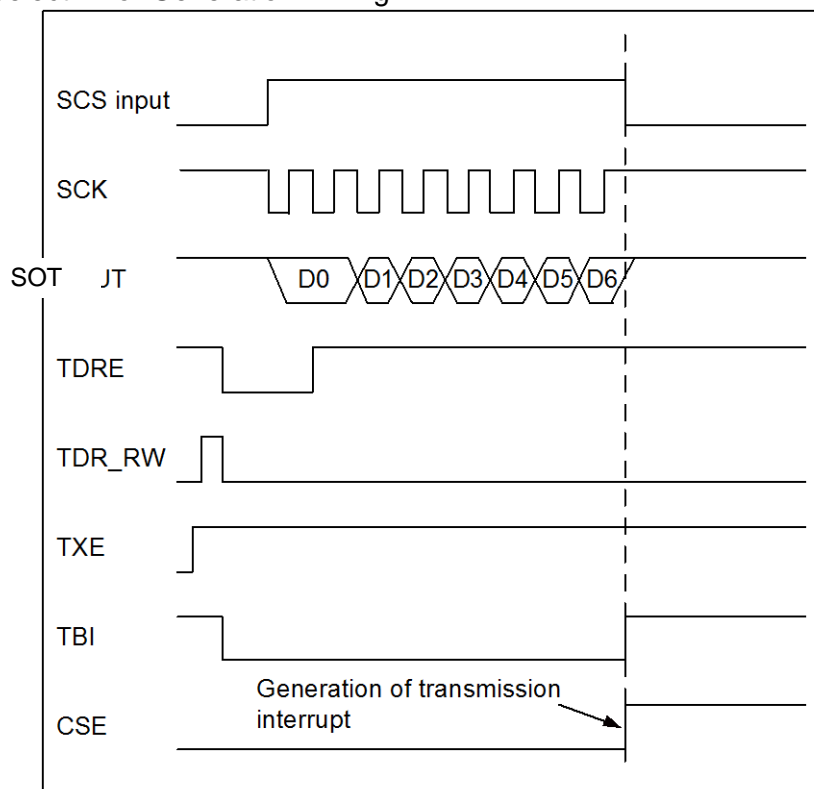 SCS input
SCK
SOT JT
D0 D1 D2 D3 D4 D5 D6
TDRE
TDR_RW
TXE
TBI
Generation of transmission
interrupt
CSE